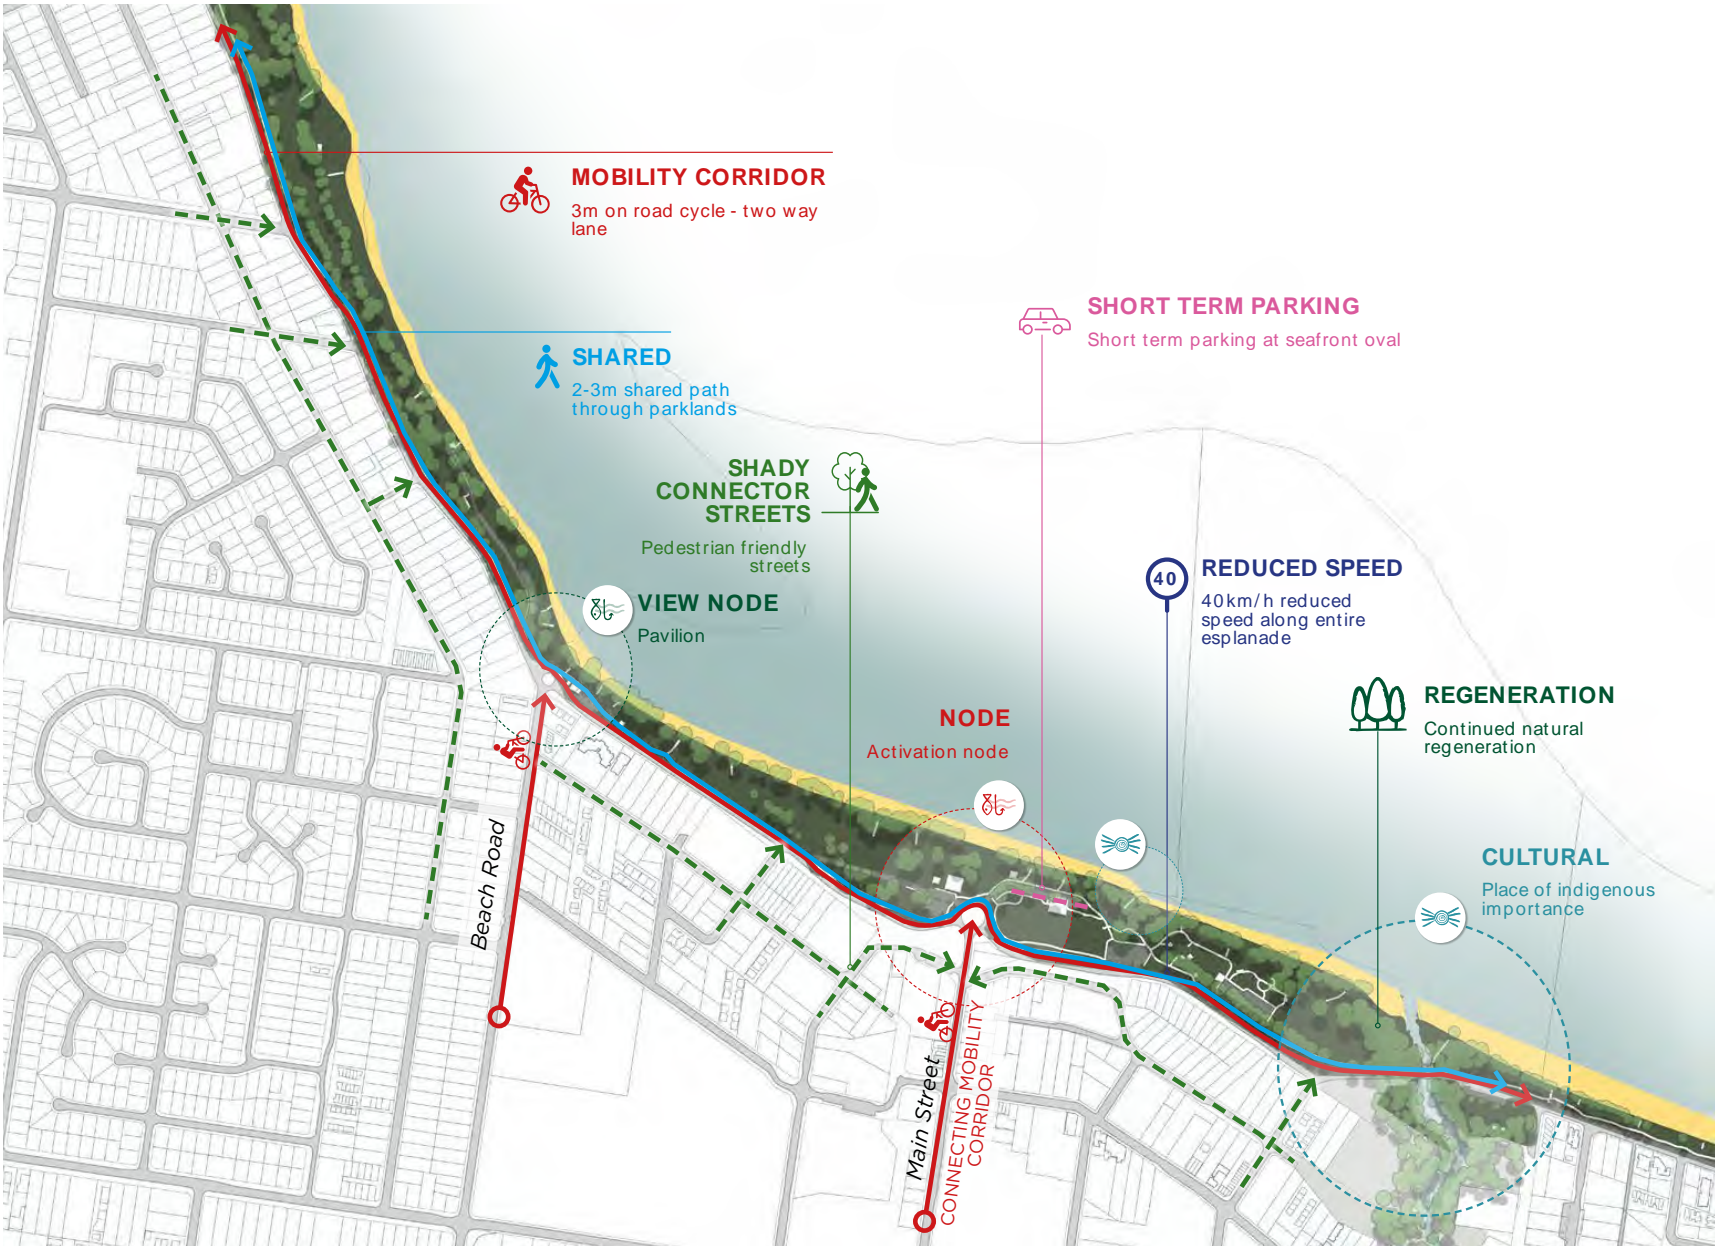 MOBILITY CORRIDOR
3m on road cycle - two way
lane
SHORT TERM PARKING
Short term parking at seafront oval
SHARED
2-3m shared path
through parklands
SHADY
CONNECTOR
STREETS
Pedestrian friendly
streets
40
REDUCED SPEED
40km/h reduced
speed along entire
esplanade
VIEW NODE
Pavilion
REGENERATION
Continued natural
regeneration
NODE
Activation node
CULTURAL
Place of indigenous
importance
Beach Road
Main Street
CONNECTING MOBILITY
CORRIDOR